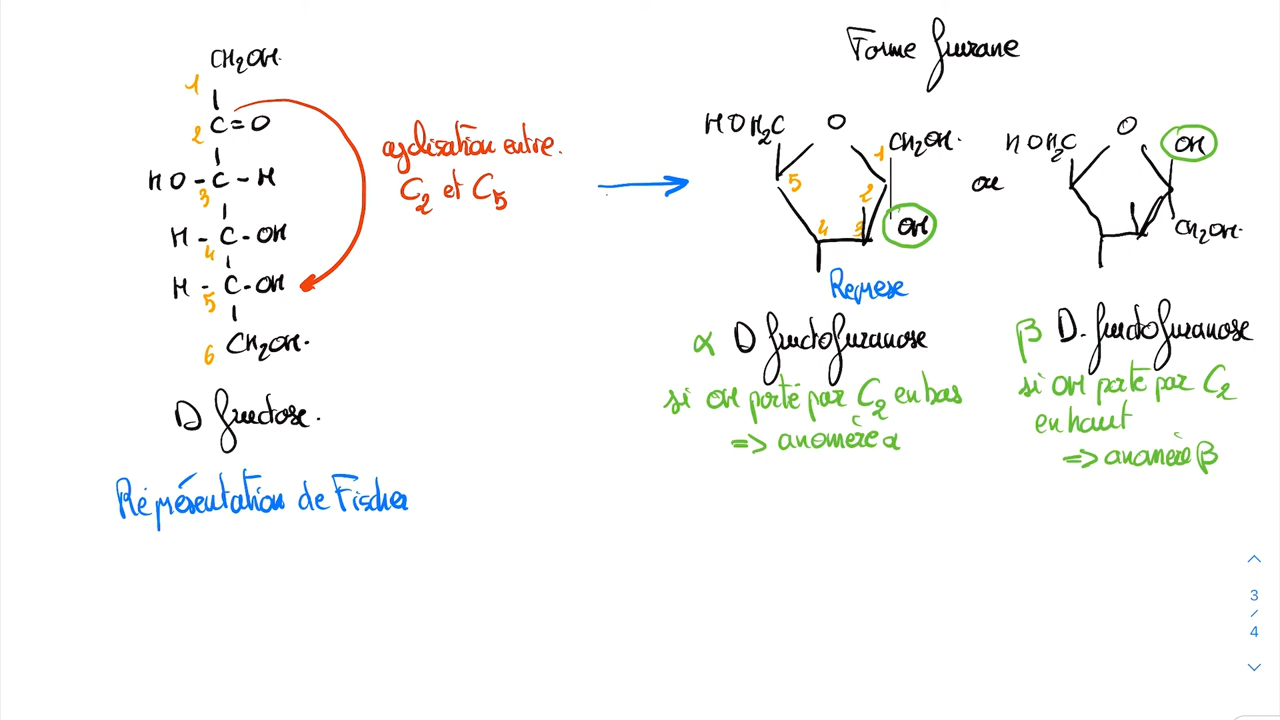 CH₂OH.
1
2 C=O
HO-C-H
3
H-C-OH
4
H-C-OH
5
6 CH₂OH.
D fructose.
Réprésentation de Fischer
cyclisation entre.
C₂ et C₅
Forme furane
HOH₂C O
1 CH₂OH.
5 2
4 3 OH
Represe
α D fructofuranose
si OH porté par C₂ en bas
=> anomère α
ou
HOH₂C O OH
CH₂OH.
β D. fructofuranose
si OH porté par C₂
en haut
=> anomère β
3
/
4